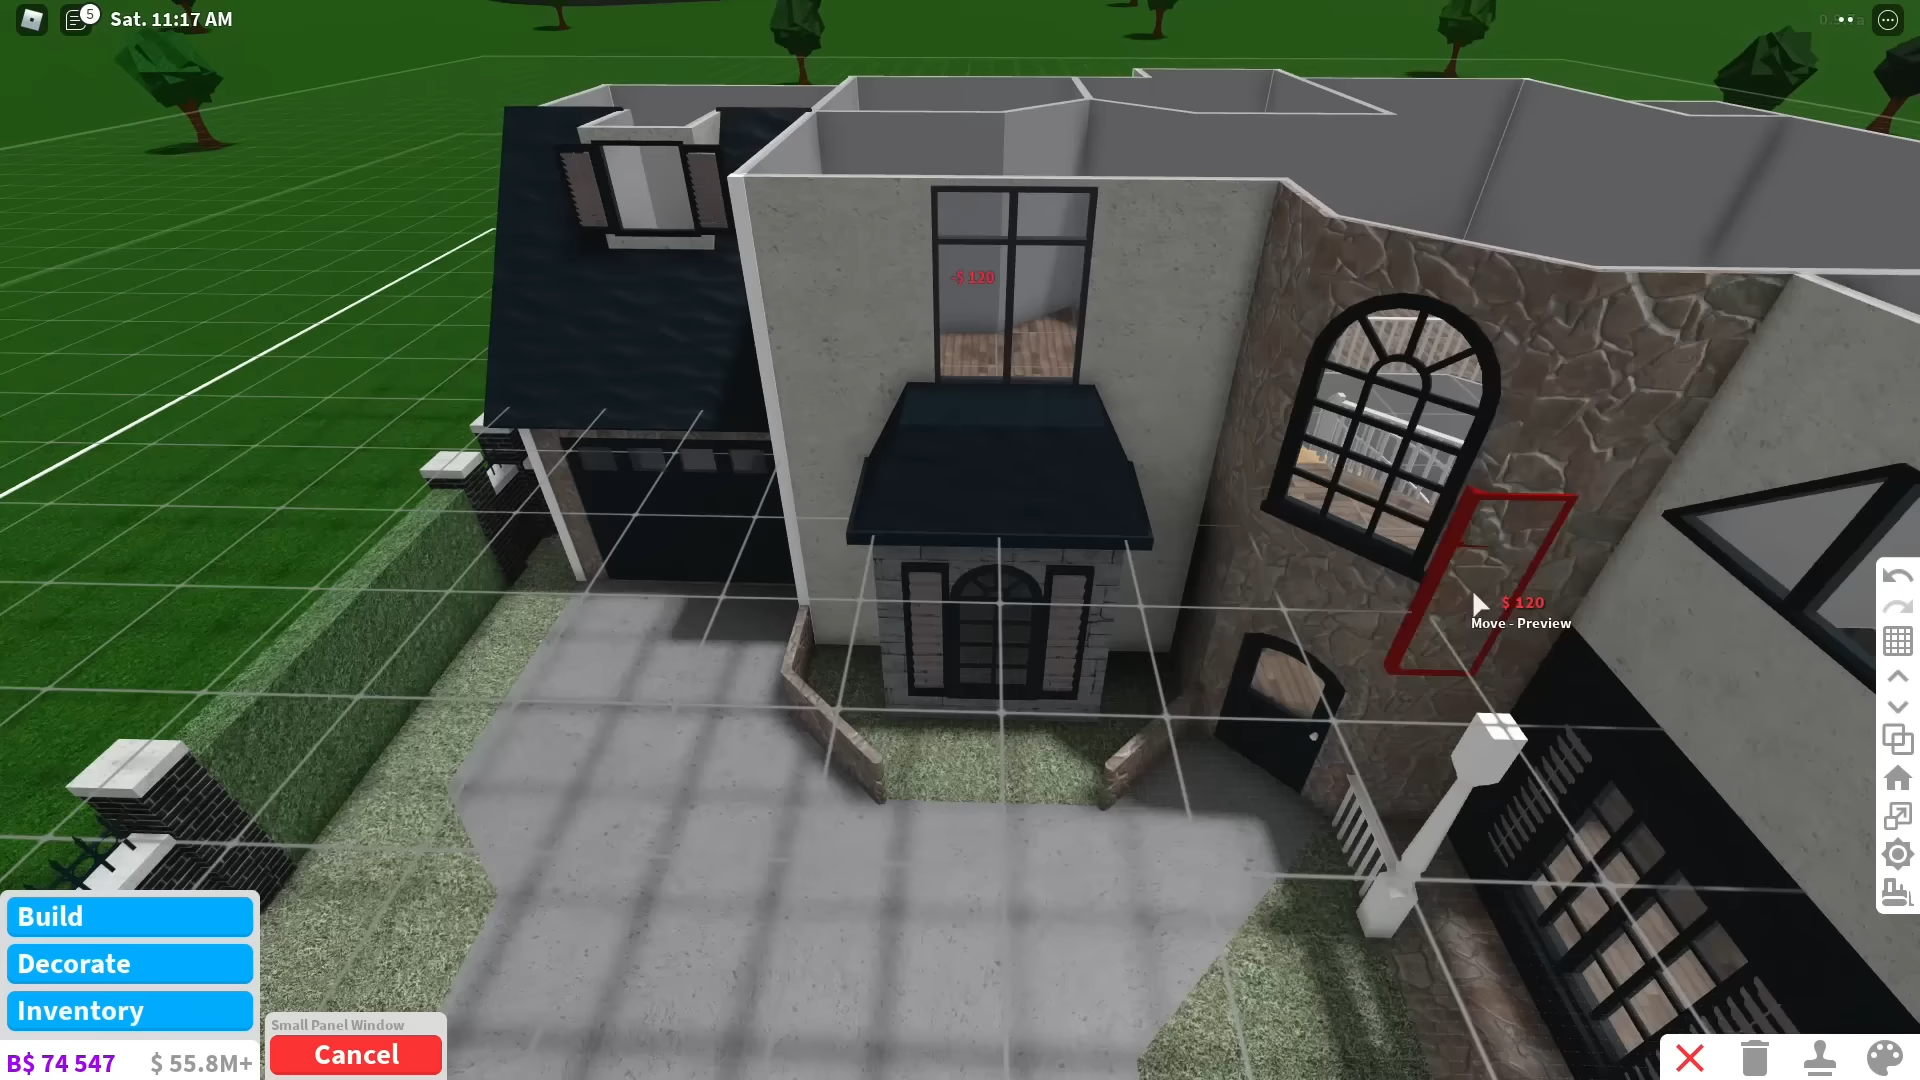 5
Sat. 11:17 AM
-$ 120
$ 120
Move - Preview
Build
Decorate
Inventory
B$ 74 547
$ 55.8M+
Small Panel Window
Cancel